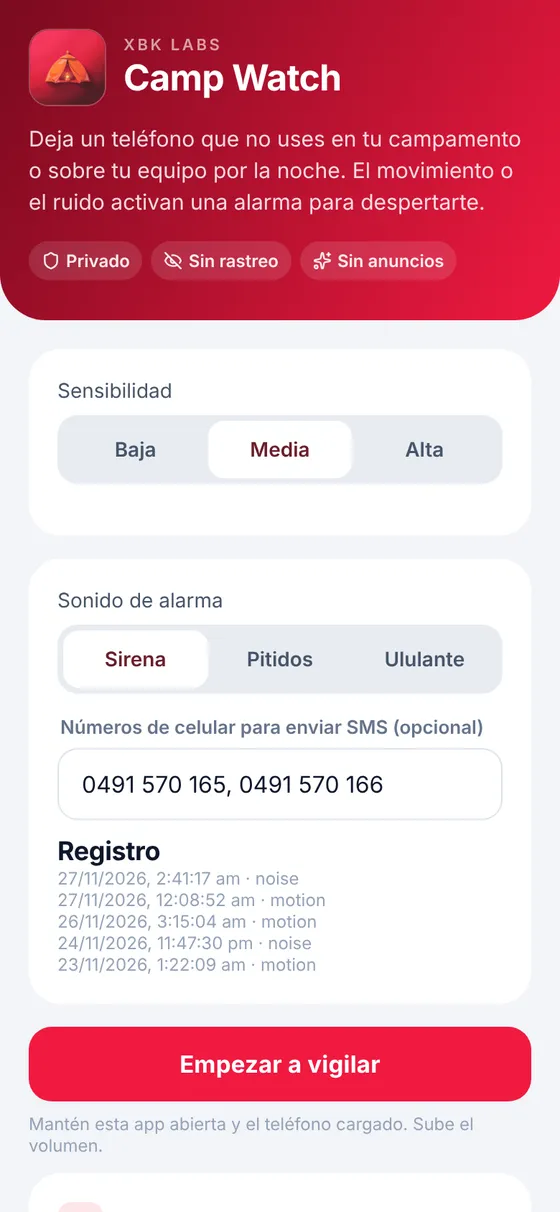 XBK LABS
Camp Watch
Deja un teléfono que no uses en tu campamento
o sobre tu equipo por la noche. El movimiento o
el ruido activan una alarma para despertarte.
Privado Sin rastreo Sin anuncios
Sensibilidad
Baja Media Alta
Sonido de alarma
Sirena Pitidos Ululante
Números de celular para enviar SMS (opcional)
0491 570 165, 0491 570 166
Registro
27/11/2026, 2:41:17 am · noise
27/11/2026, 12:08:52 am · motion
26/11/2026, 3:15:04 am · motion
24/11/2026, 11:47:30 pm · noise
23/11/2026, 1:22:09 am · motion
Empezar a vigilar
Mantén esta app abierta y el teléfono cargado. Sube el
volumen.